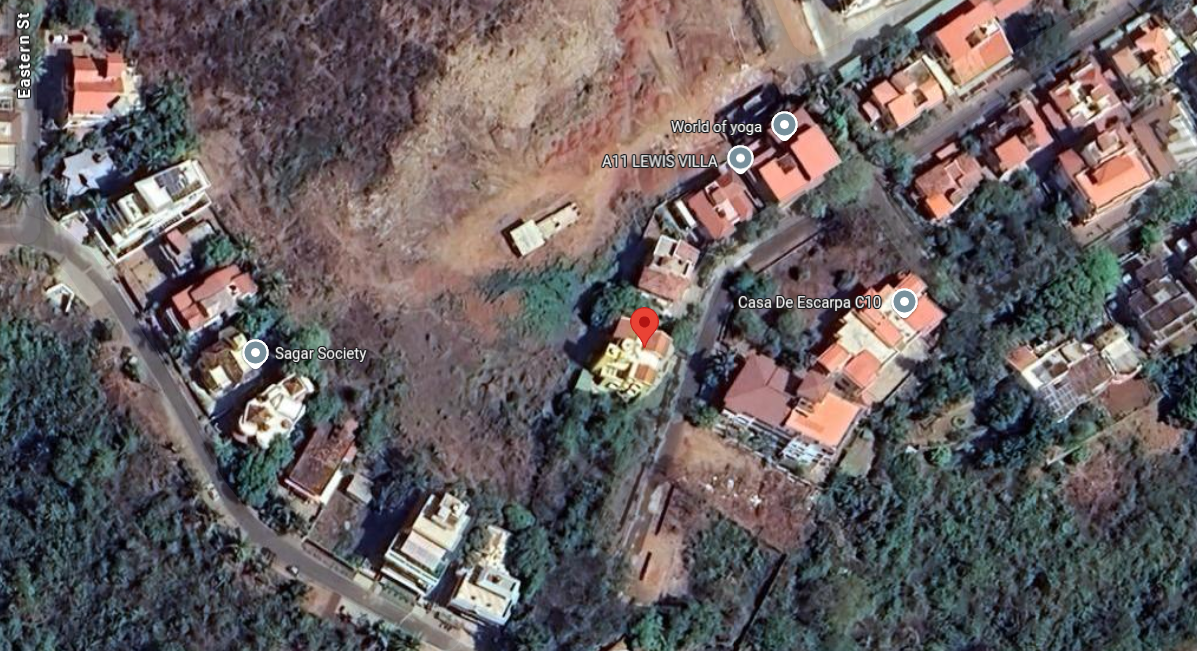 Eastern St
World of yoga
A11 LEWIS VILLA
Casa De Escarpa C10
Sagar Society